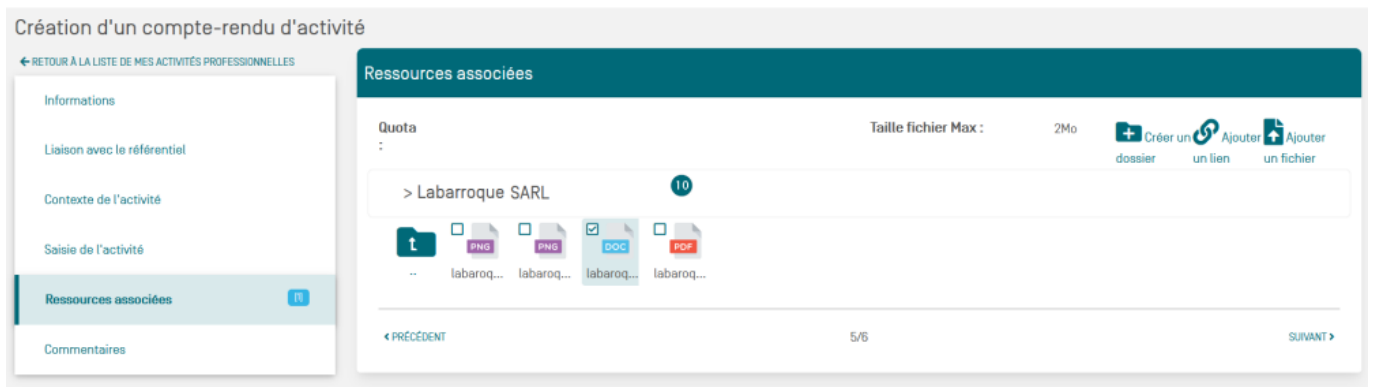 Création d'un compte-rendu d'activité
RETOUR À LA LISTE DE MES ACTIVITÉS PROFESSIONNELLES
Informations
Liaison avec le référentiel
Contexte de l'activité
Saisie de l'activité
Ressources associées
Commentaires
Ressources associées
Quota
:
Taille fichier Max :
2Mo
Créer un
dossier
Ajouter
un lien
Ajouter
un fichier
> Labarroque SARL
10
PNG
PNG
DOC
PDF
..
labaroq...
labaroq...
labaroq...
labaroq...
PRÉCÉDENT
5/6
SUIVANT